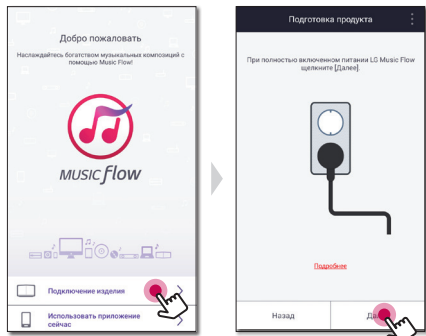 Добро пожаловать
Наслаждайтесь богатством музыкальных композиций с
помощью Music Flow!
MUSIC flow
Подключение изделия
Использовать приложение
сейчас
Подготовка продукта
При полностью включенном питании LG Music Flow
щелкните [Далее].
Подробнее
Назад